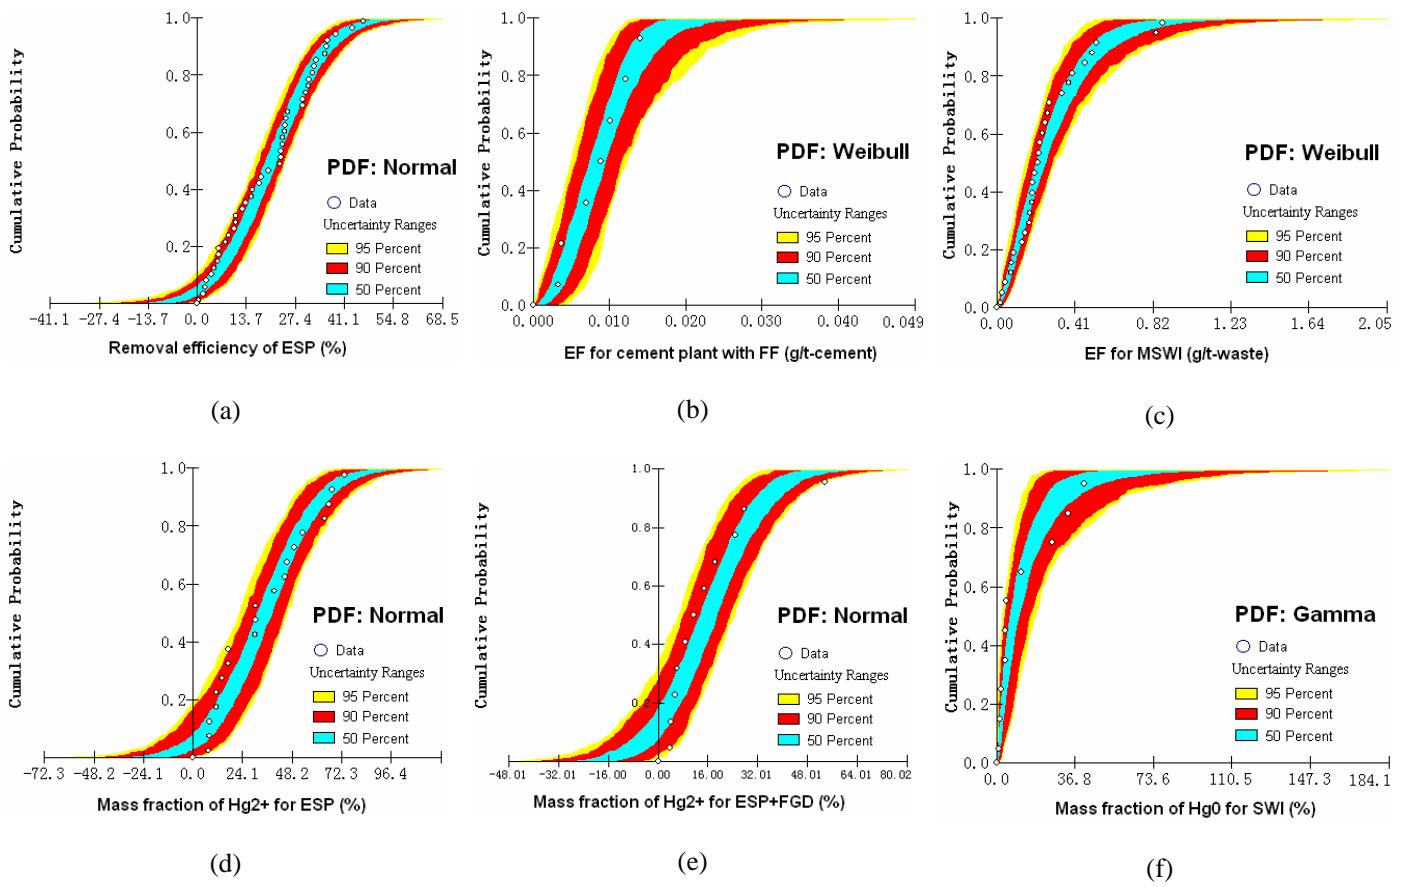 Cumulative Probability
1.0
0.8
0.6
0.4
0.2
PDF: Normal
Data
Uncertainty Ranges
95 Percent
90 Percent
50 Percent
-41.1 -27.4 -13.7 0.0 13.7 27.4 41.1 54.8 68.5
Removal efficiency of ESP (%)
(a)
Cumulative Probability
1.0
0.8
0.6
0.4
0.2
0.0
PDF: Weibull
Data
Uncertainty Ranges
95 Percent
90 Percent
50 Percent
0.000 0.010 0.020 0.030 0.040 0.049
EF for cement plant with FF (g/t-cement)
(b)
Cumulative Probability
1.0
0.8
0.6
0.4
0.2
0.0
PDF: Weibull
Data
Uncertainty Ranges
95 Percent
90 Percent
50 Percent
0.00 0.41 0.82 1.23 1.64 2.05
EF for MSWI (g/t-waste)
(c)
Cumulative Probability
1.0
0.8
0.6
0.4
0.2
PDF: Normal
Data
Uncertainty Ranges
95 Percent
90 Percent
50 Percent
-72.3 -48.2 -24.1 0.0 24.1 48.2 72.3 96.4
Mass fraction of Hg2+ for ESP (%)
(d)
Cumulative Probability
1.0
0.8
0.6
0.4
0.2
PDF: Normal
Data
Uncertainty Ranges
95 Percent
90 Percent
50 Percent
-48.01 -32.01 -16.00 0.00 16.00 32.01 48.01 64.01 80.02
Mass fraction of Hg2+ for ESP+FGD (%)
(e)
Cumulative Probability
1.0
0.8
0.6
0.4
0.2
0.0
PDF: Gamma
Data
Uncertainty Ranges
95 Percent
90 Percent
50 Percent
0.0 36.8 73.6 110.5 147.3 184.1
Mass fraction of Hg0 for SWI (%)
(f)